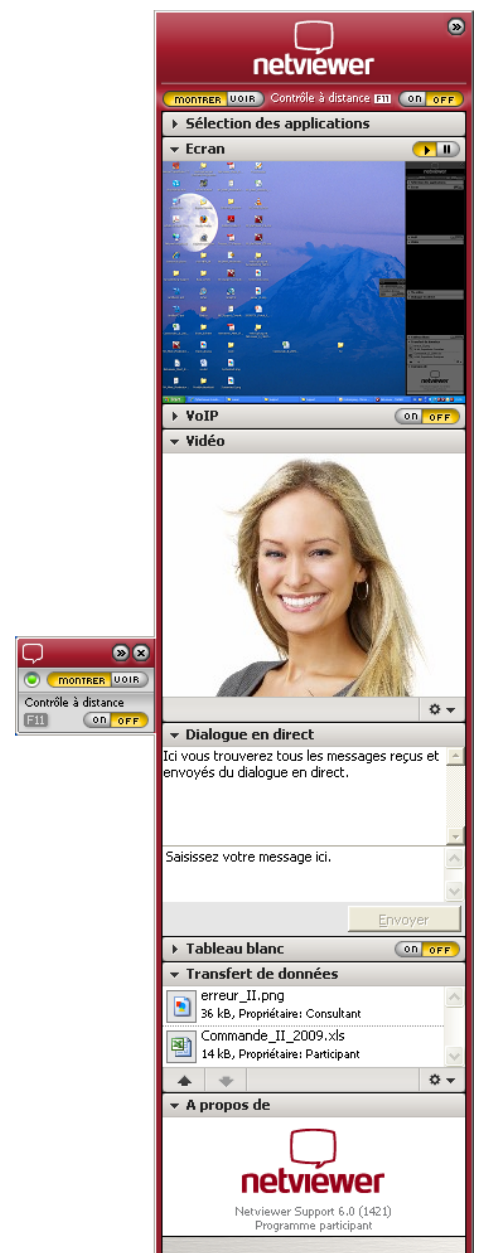 netviewer
MONTRER VOIR Contrôle à distance F11 on OFF
Sélection des applications
Ecran
VoIP on OFF
Vidéo
MONTRER VOIR
Contrôle à distance
F11 on OFF
Dialogue en direct
Ici vous trouverez tous les messages reçus et
envoyés du dialogue en direct.
Saisissez votre message ici.
Envoyer
Tableau blanc on OFF
Transfert de données
erreur_II.png
36 kB, Propriétaire: Consultant
Commande_II_2009.xls
14 kB, Propriétaire: Participant
A propos de
netviewer
Netviewer Support 6.0 (1421)
Programme participant